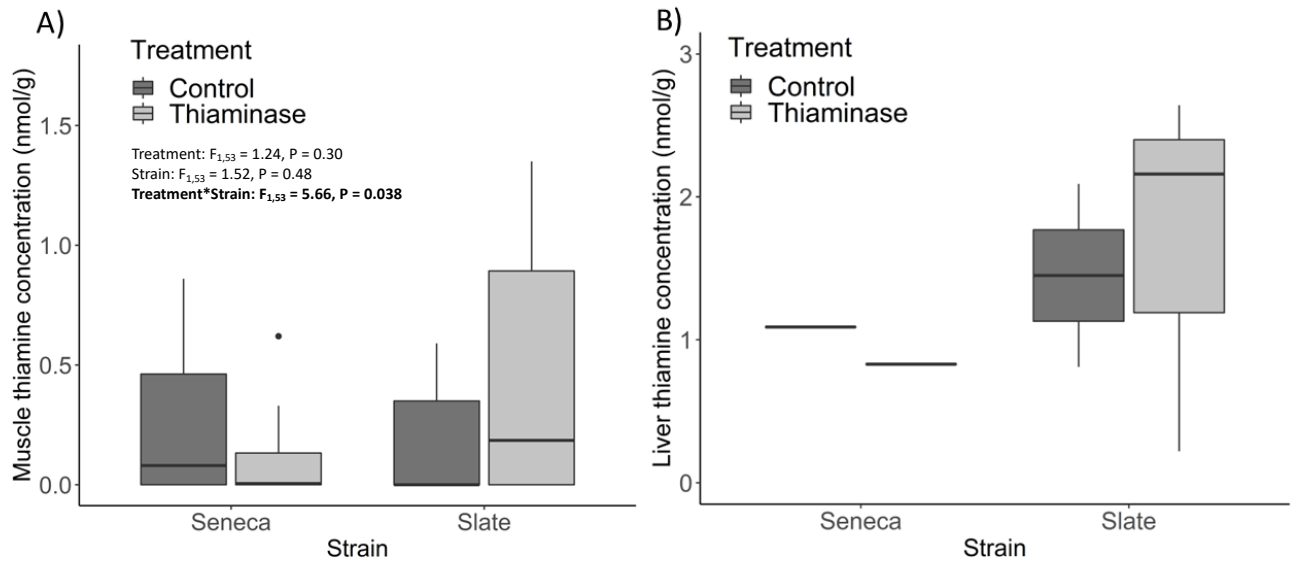 A)
Treatment
Control
Thiaminase
Treatment: F1,53 = 1.24, P = 0.30
Strain: F1,53 = 1.52, P = 0.48
Treatment*Strain: F1,53 = 5.66, P = 0.038
Muscle thiamine concentration (nmol/g)
1.5
1.0
0.5
0.0
Seneca
Slate
Strain
B)
Treatment
Control
Thiaminase
Liver thiamine concentration (nmol/g)
3
2
1
0
Seneca
Slate
Strain